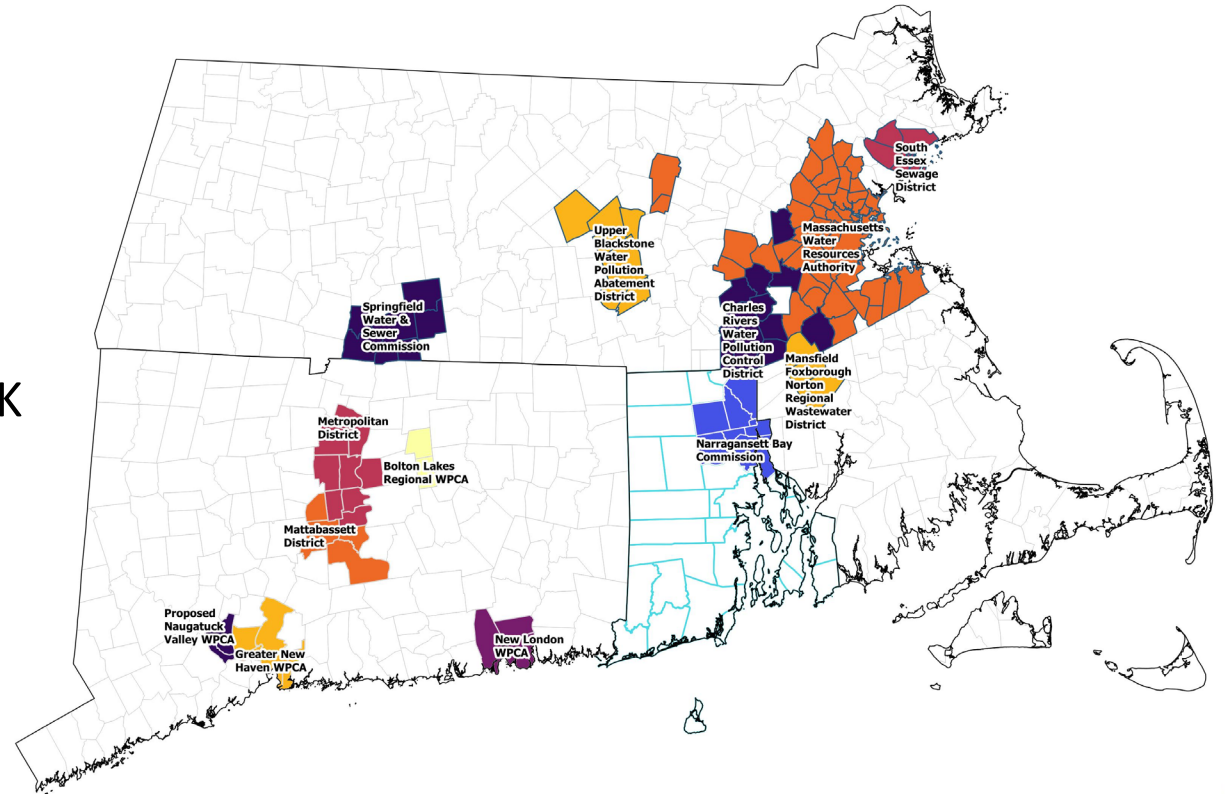 South
Essex
Sewage
District
Massachusetts
Water
Resources
Authority
Upper
Blackstone
Water
Pollution
Abatement
District
Springfield
Water &
Sewer
Commission
Charles
Rivers
Water
Pollution
Control
District
Mansfield
Foxborough
Norton
Regional
Wastewater
District
K
Metropolitan
District
Narragansett Bay
Commission
Bolton Lakes
Regional WPCA
Mattabassett
District
Proposed
Naugatuck
Valley WPCA
Greater New
Haven WPCA
New London
WPCA